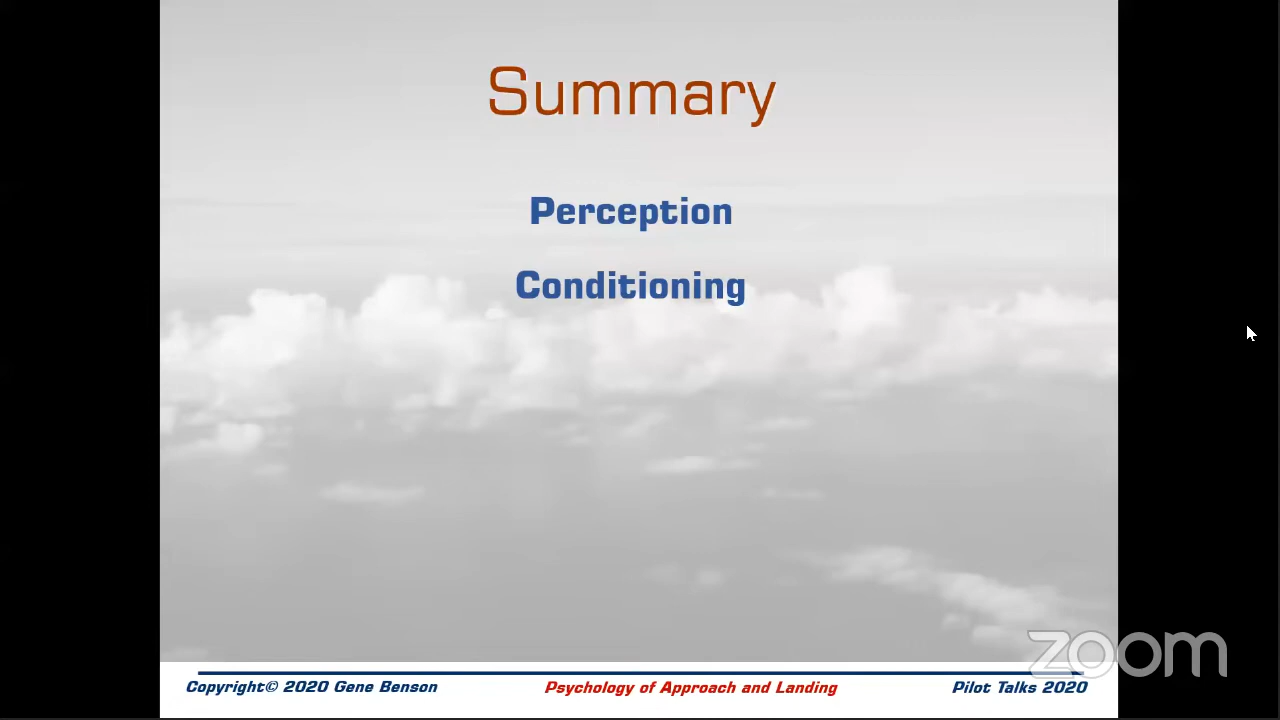 Summary
Perception
Conditioning
Copyright© 2020 Gene Benson
Psychology of Approach and Landing
Pilot Talks 2020
zoom